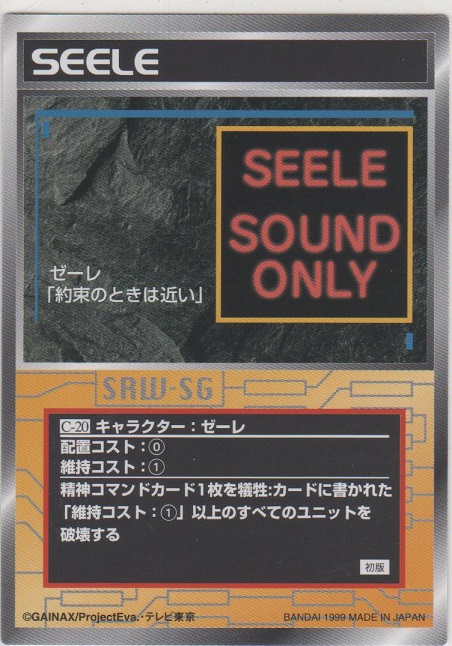 SEELE
SEELE
SOUND
ONLY
ゼーレ
「約束のときは近い」
SRW-SG
C-20 キャラクター：ゼーレ
配置コスト：⓪
維持コスト：①
精神コマンドカード1枚を犠牲:カードに書かれた
「維持コスト：①」以上のすべてのユニットを
破壊する
初版
©GAINAX/ProjectEva.･テレビ東京
BANDAI 1999 MADE IN JAPAN